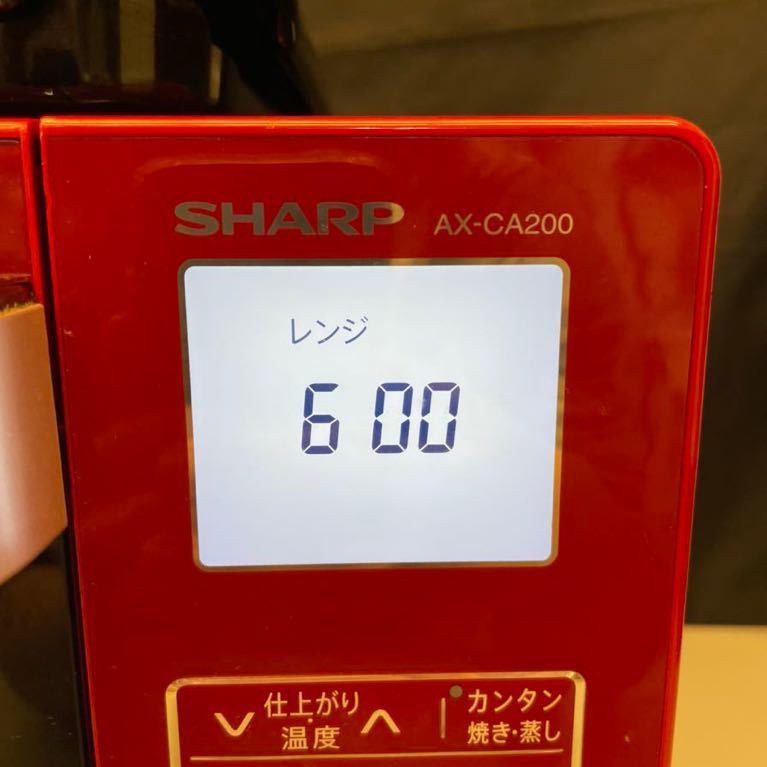 SHARP AX-CA200
レンジ
600
仕上がり・温度
カンタン
焼き・蒸し